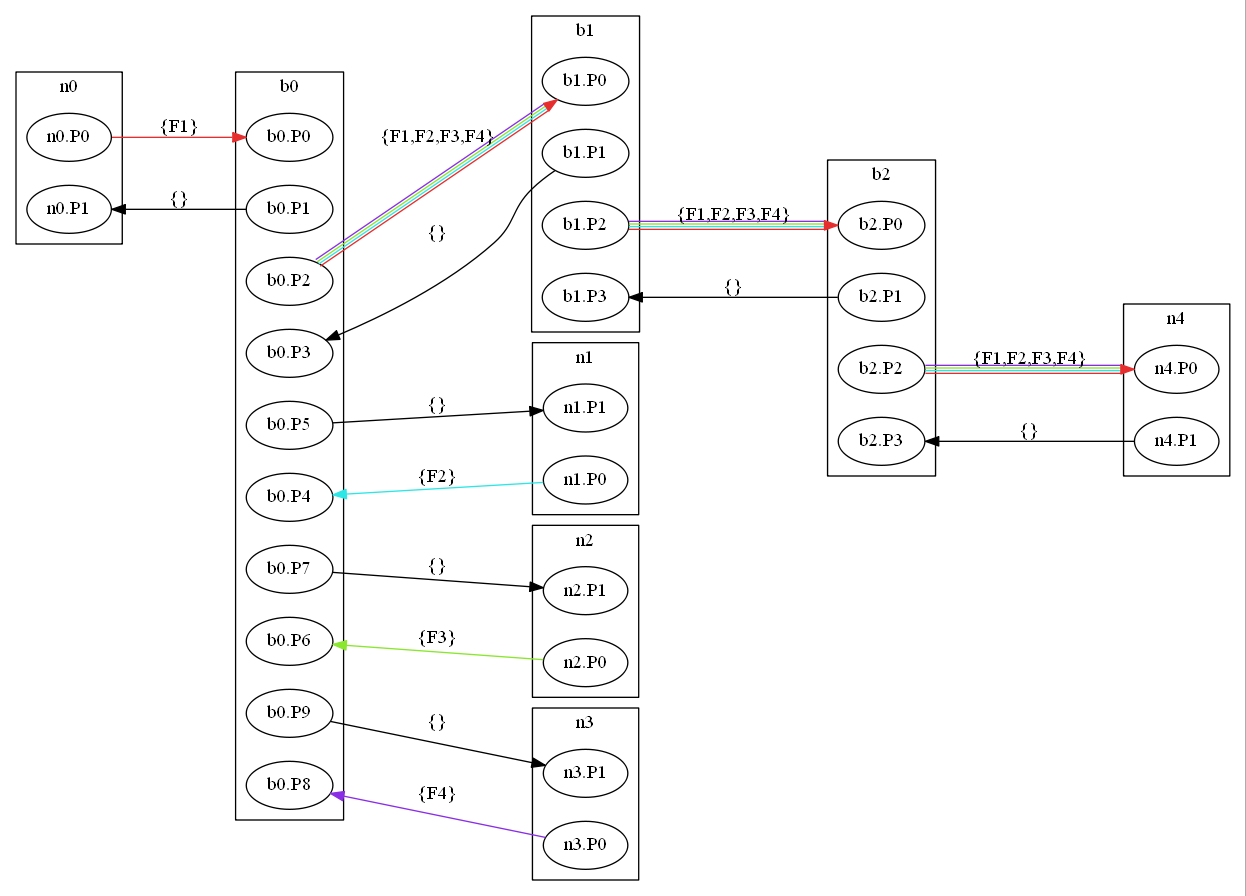 n0
n0.P0
n0.P1
{F1}
{}
b0
b0.P0
b0.P1
b0.P2
b0.P3
b0.P5
b0.P4
b0.P7
b0.P6
b0.P9
b0.P8
{F1,F2,F3,F4}
{}
{}
{F2}
{}
{F3}
{}
{F4}
b1
b1.P0
b1.P1
b1.P2
b1.P3
n1
n1.P1
n1.P0
n2
n2.P1
n2.P0
n3
n3.P1
n3.P0
{F1,F2,F3,F4}
{}
b2
b2.P0
b2.P1
b2.P2
b2.P3
{F1,F2,F3,F4}
{}
n4
n4.P0
n4.P1